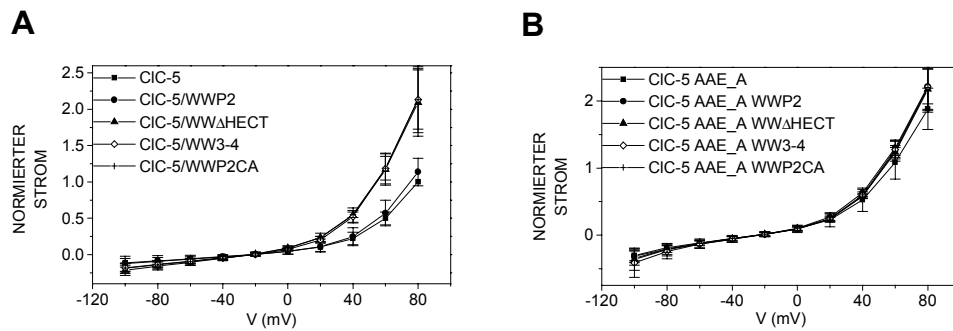 A
NORMIERTER
STROM
2.5
2.0
1.5
1.0
0.5
0.0
ClC-5
ClC-5/WWP2
ClC-5/WWΔHECT
ClC-5/WW3-4
ClC-5/WWP2CA
-120 -80 -40 0 40 80
V (mV)
B
NORMIERTER
STROM
2
1
0
ClC-5 AAE_A
ClC-5 AAE_A WWP2
ClC-5 AAE_A WWΔHECT
ClC-5 AAE_A WW3-4
ClC-5 AAE_A WWP2CA
-120 -80 -40 0 40 80
V (mV)